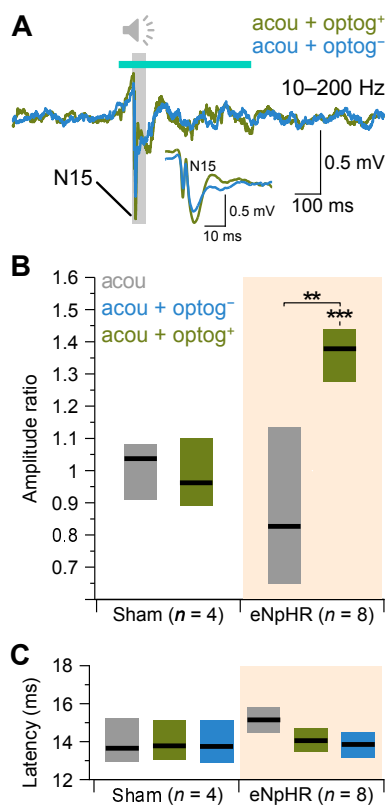 A
acou + optog+
acou + optog−
10–200 Hz
N15
N15
0.5 mV
10 ms
0.5 mV
100 ms
B
1.6
1.5
1.4
1.3
1.2
1.1
1
0.9
0.8
0.7
Amplitude ratio
acou
acou + optog−
acou + optog+
**
***
Sham (n = 4)
eNpHR (n = 8)
C
18
16
14
12
Latency (ms)
Sham (n = 4)
eNpHR (n = 8)